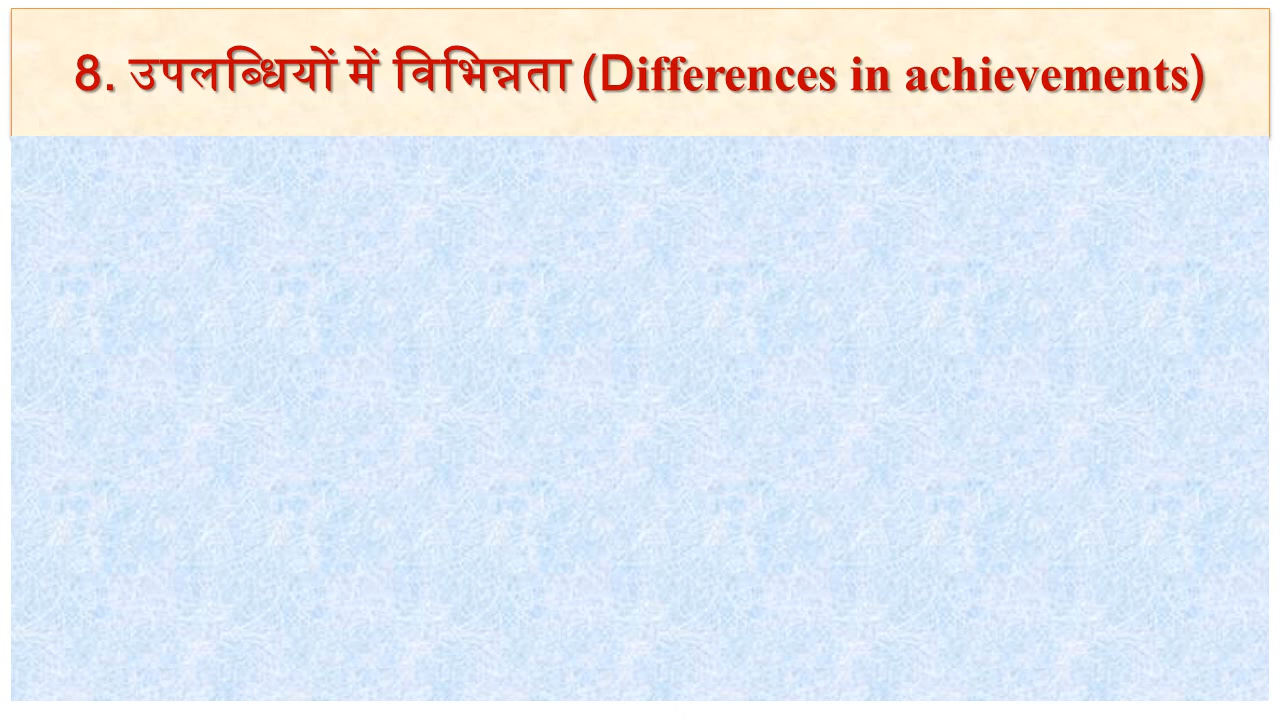 8. उपलब्धियों में विभिन्नता (Differences in achievements)